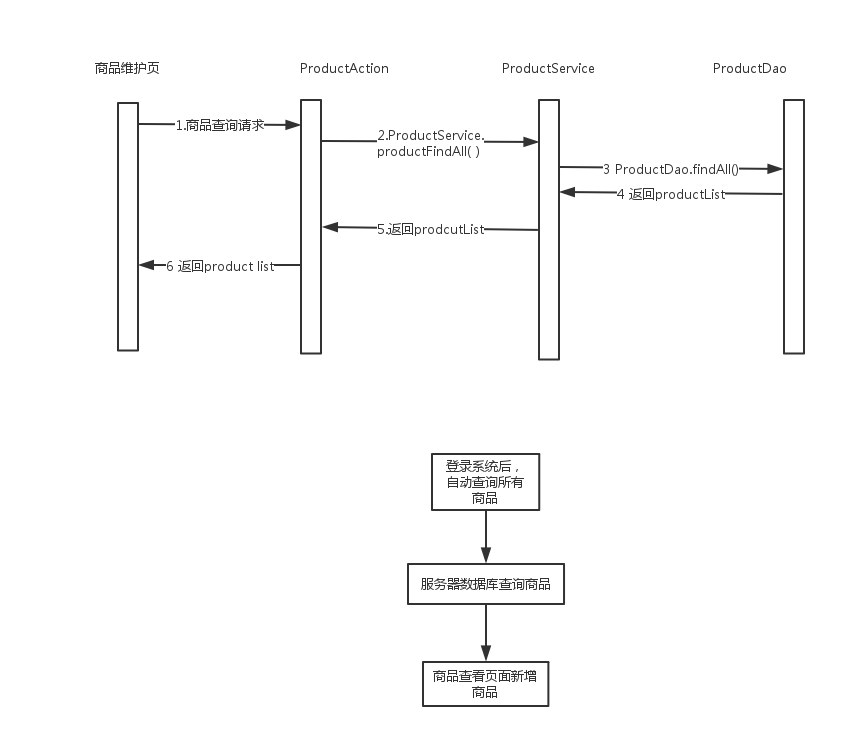 商品维护页
ProductAction
ProductService
ProductDao
1.商品查询请求
2.ProductService.
productFindAll( )
3 ProductDao.findAll()
4 返回productList
5.返回prodcutList
6 返回product list
登录系统后，
自动查询所有
商品
服务器数据库查询商品
商品查看页面新增
商品